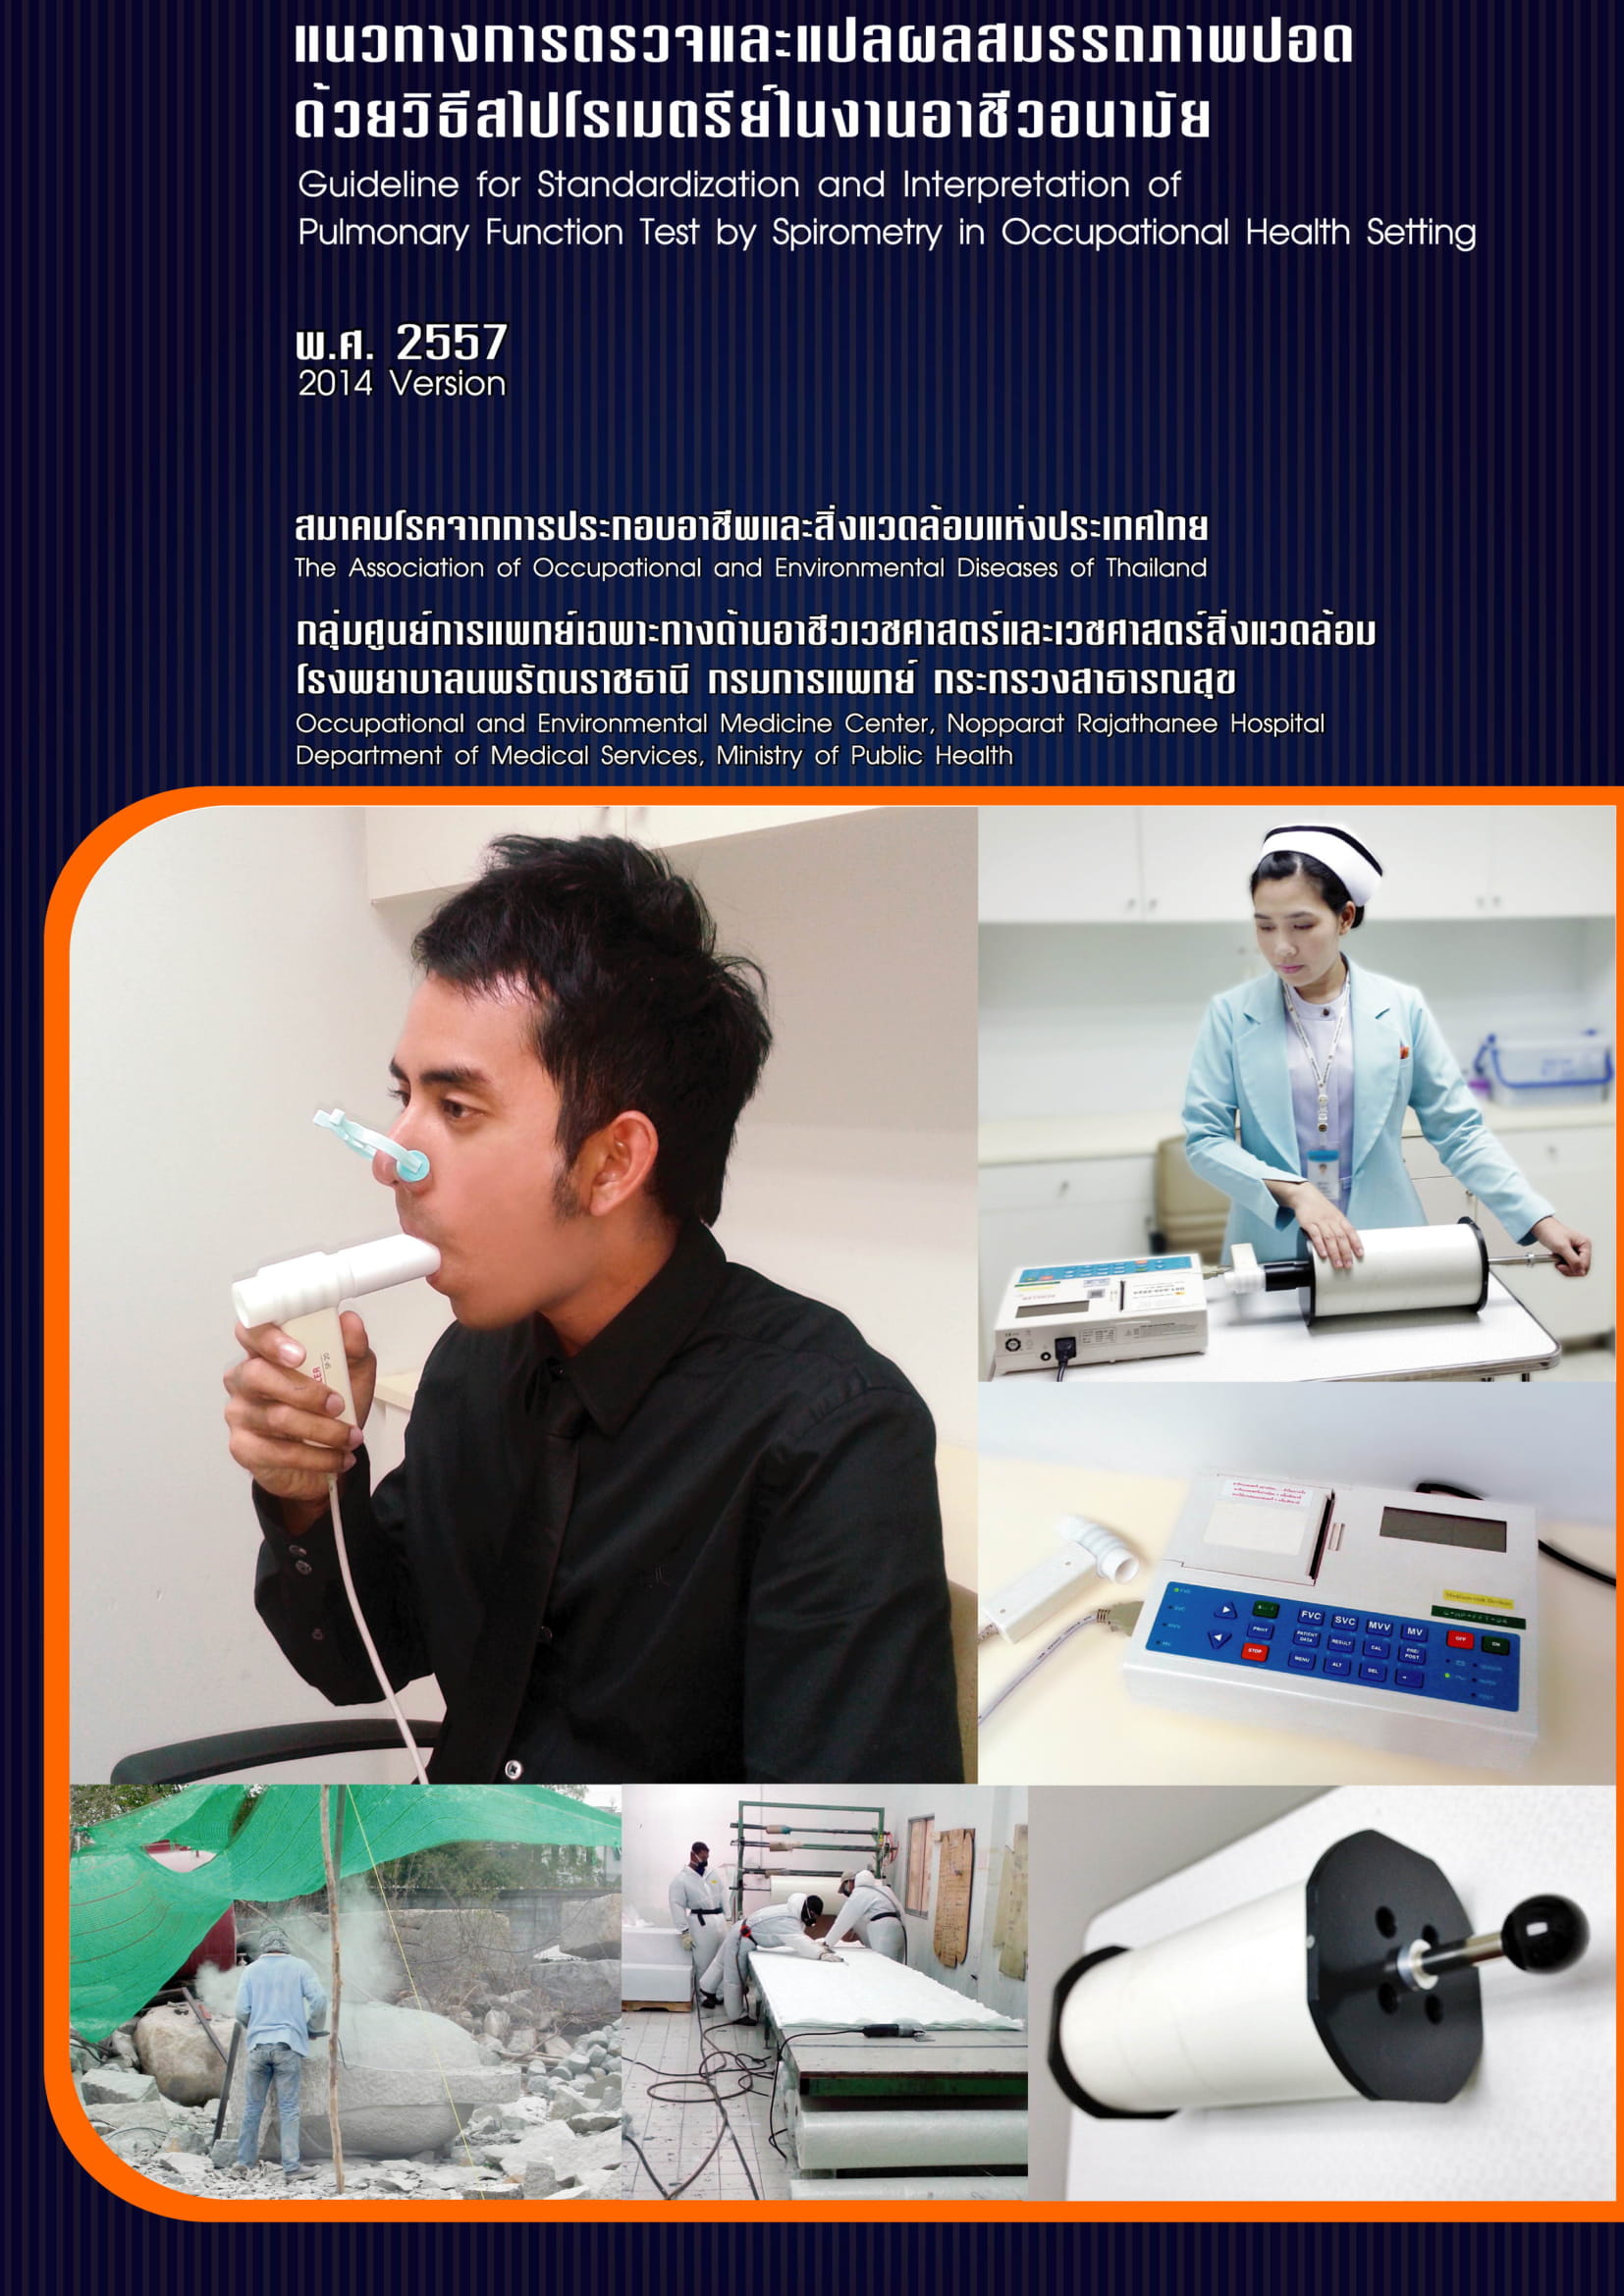 แนวทางการตรวจและแปลผลสมรรถภาพปอด
ด้วยวิธีสไปโรเมตรีย์ในงานอาชีวอนามัย
Guideline for Standardization and Interpretation of
Pulmonary Function Test by Spirometry in Occupational Health Setting
พ.ศ. 2557
2014 Version
สมาคมโรคจากการประกอบอาชีพและสิ่งแวดล้อมแห่งประเทศไทย
The Association of Occupational and Environmental Diseases of Thailand
กลุ่มศูนย์การแพทย์เฉพาะทางด้านอาชีวเวชศาสตร์และเวชศาสตร์สิ่งแวดล้อม
โรงพยาบาลนพรัตนราชธานี กรมการแพทย์ กระทรวงสาธารณสุข
Occupational and Environmental Medicine Center, Nopparat Rajathanee Hospital
Department of Medical Services, Ministry of Public Health
FVC SVC MVV MV
PRINT PATIENT DATA RESULT CAL PRE/POST OFF ON
STOP MENU ALT SEL